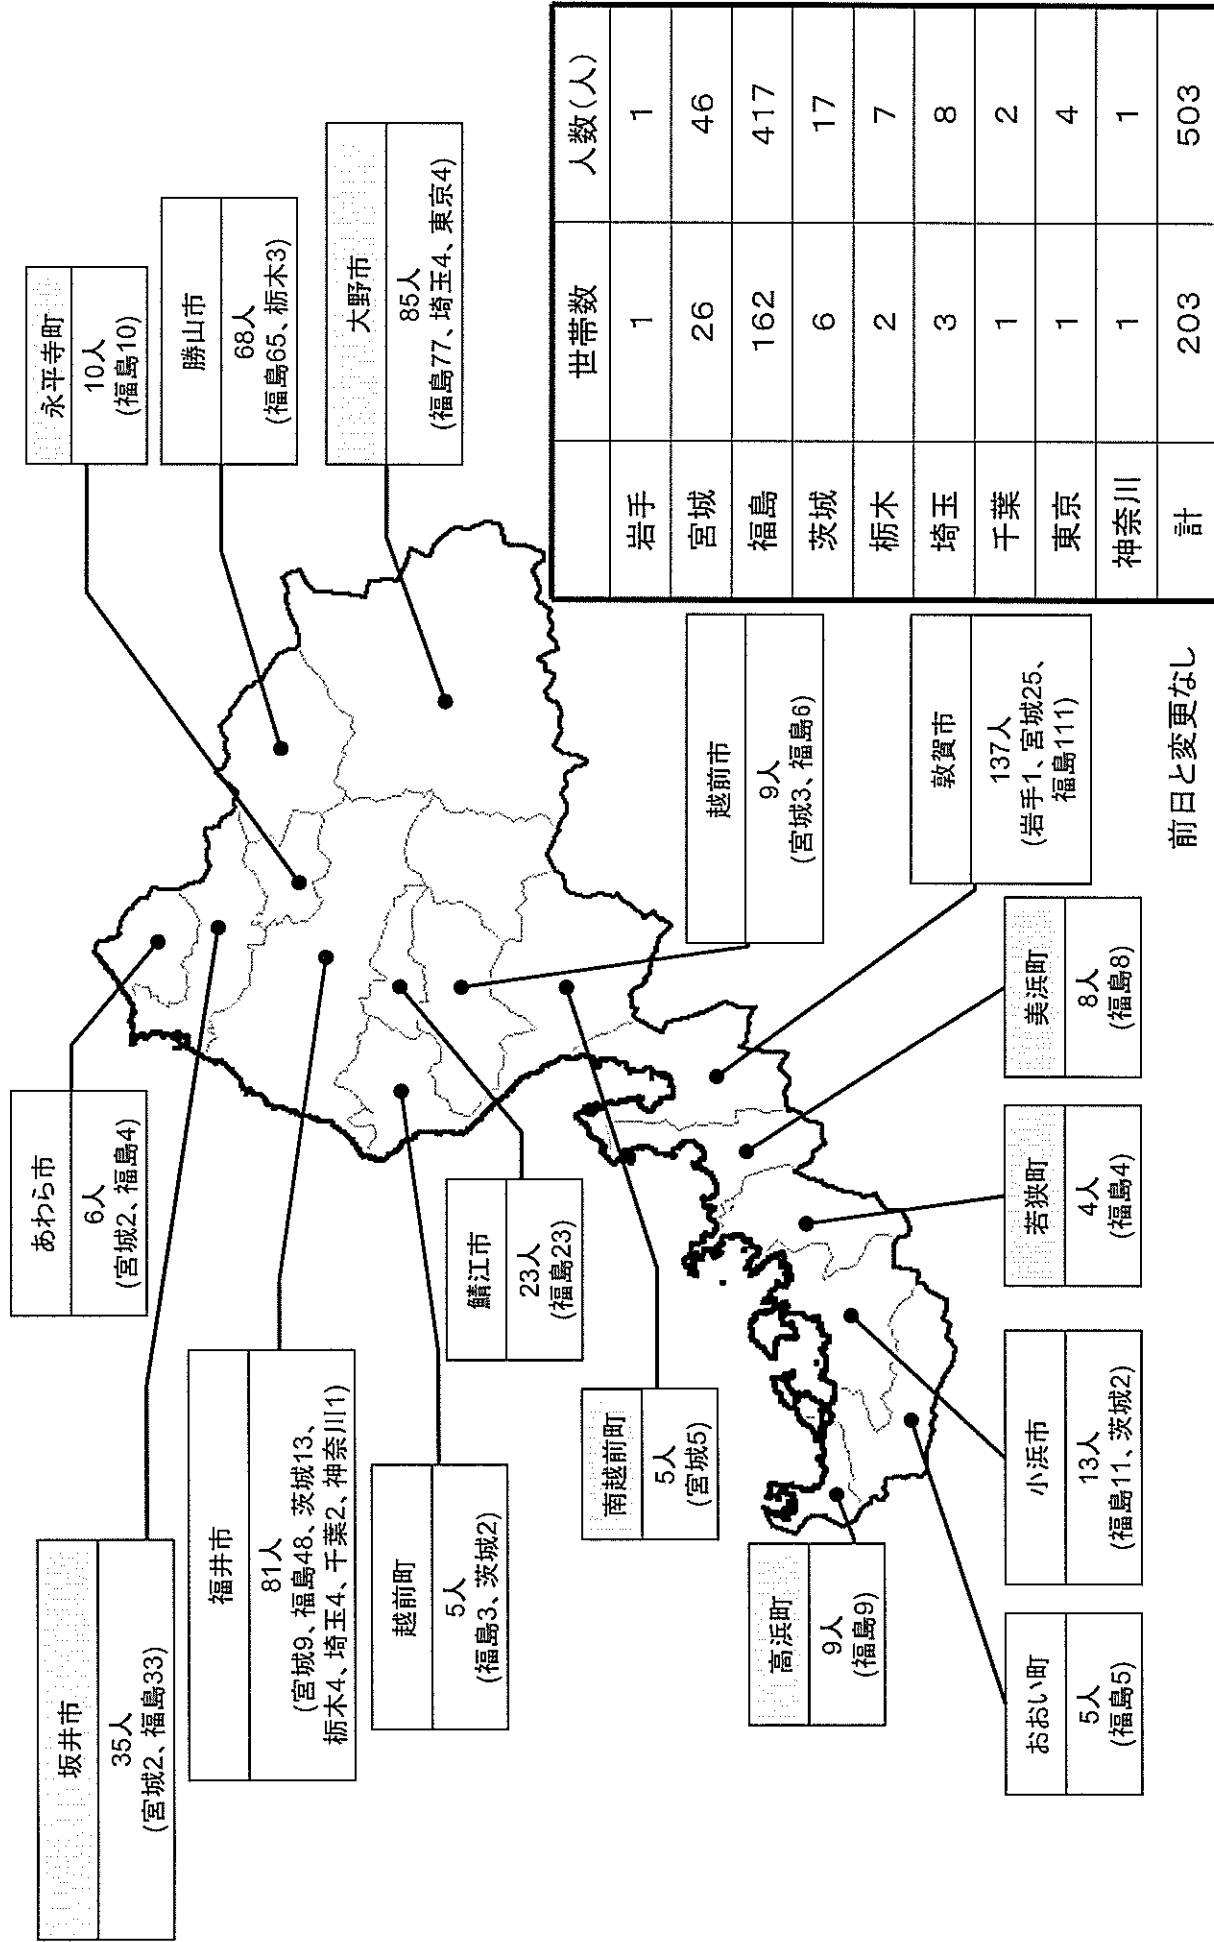 坂井市
35人
(宮城2、福島33)
あわら市
6人
(宮城2、福島4)
永平寺町
10人
(福島10)
勝山市
68人
(福島65、栃木3)
大野市
85人
(福島77、埼玉4、東京4)
福井市
81人
(宮城9、福島48、茨城13、
栃木4、埼玉4、千葉2、神奈川1)
越前町
5人
(福島3、茨城2)
鯖江市
23人
(福島23)
南越前町
5人
(宮城5)
越前市
9人
(宮城3、福島6)
敦賀市
137人
(岩手1、宮城25、
福島111)
高浜町
9人
(福島9)
おおい町
5人
(福島5)
小浜市
13人
(福島11、茨城2)
若狭町
4人
(福島4)
美浜町
8人
(福島8)
世帯数 人数(人)
岩手 1 1
宮城 26 46
福島 162 417
茨城 6 17
栃木 2 7
埼玉 3 8
千葉 1 2
東京 1 4
神奈川 1 1
計 203 503
前日と変更なし